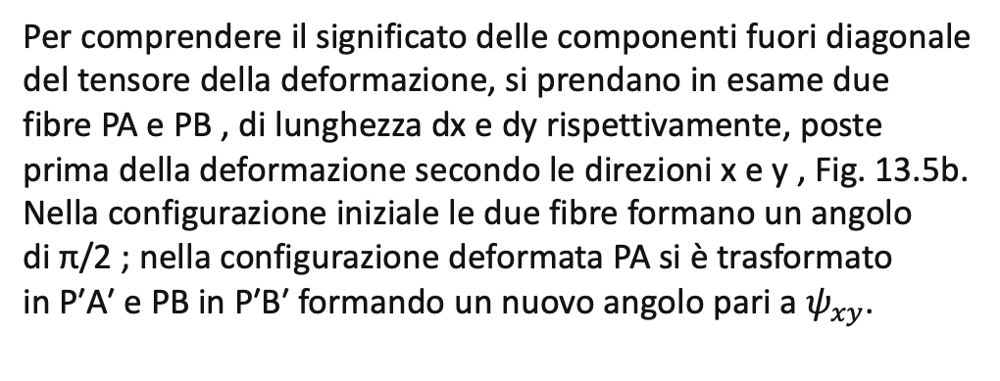 Per comprendere il significato delle componenti fuori diagonale
del tensore della deformazione, si prendano in esame due
fibre PA e PB , di lunghezza dx e dy rispettivamente, poste
prima della deformazione secondo le direzioni x e y , Fig. 13.5b.
Nella configurazione iniziale le due fibre formano un angolo
di π/2 ; nella configurazione deformata PA si è trasformato
in P′A′ e PB in P′B′ formando un nuovo angolo pari a ψxy.